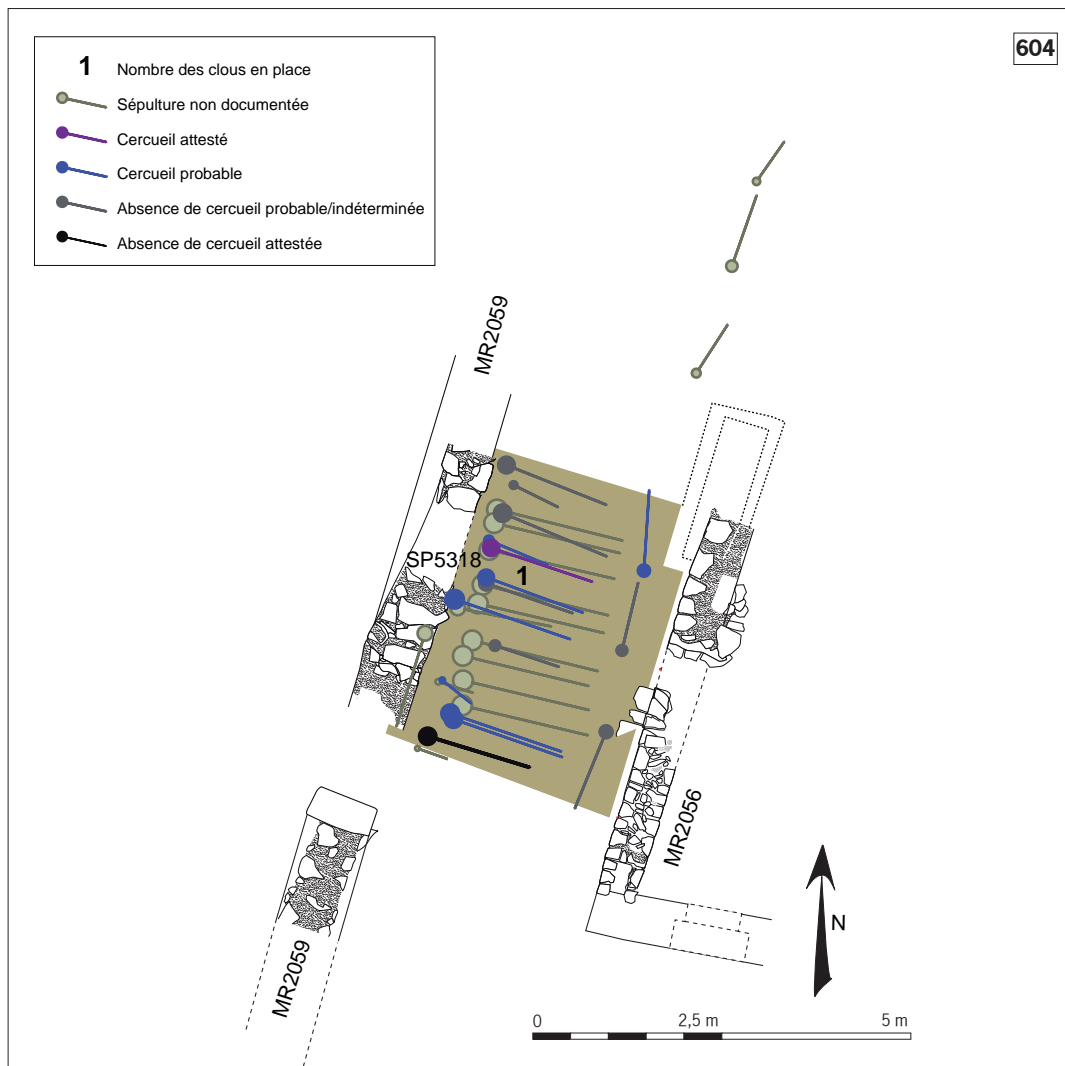 604
1 Nombre des clous en place
Sépulture non documentée
Cercueil attesté
Cercueil probable
Absence de cercueil probable/indéterminée
Absence de cercueil attestée
MR2059
SP5318
1
MR2056
N
MR2059
0 2,5 m 5 m